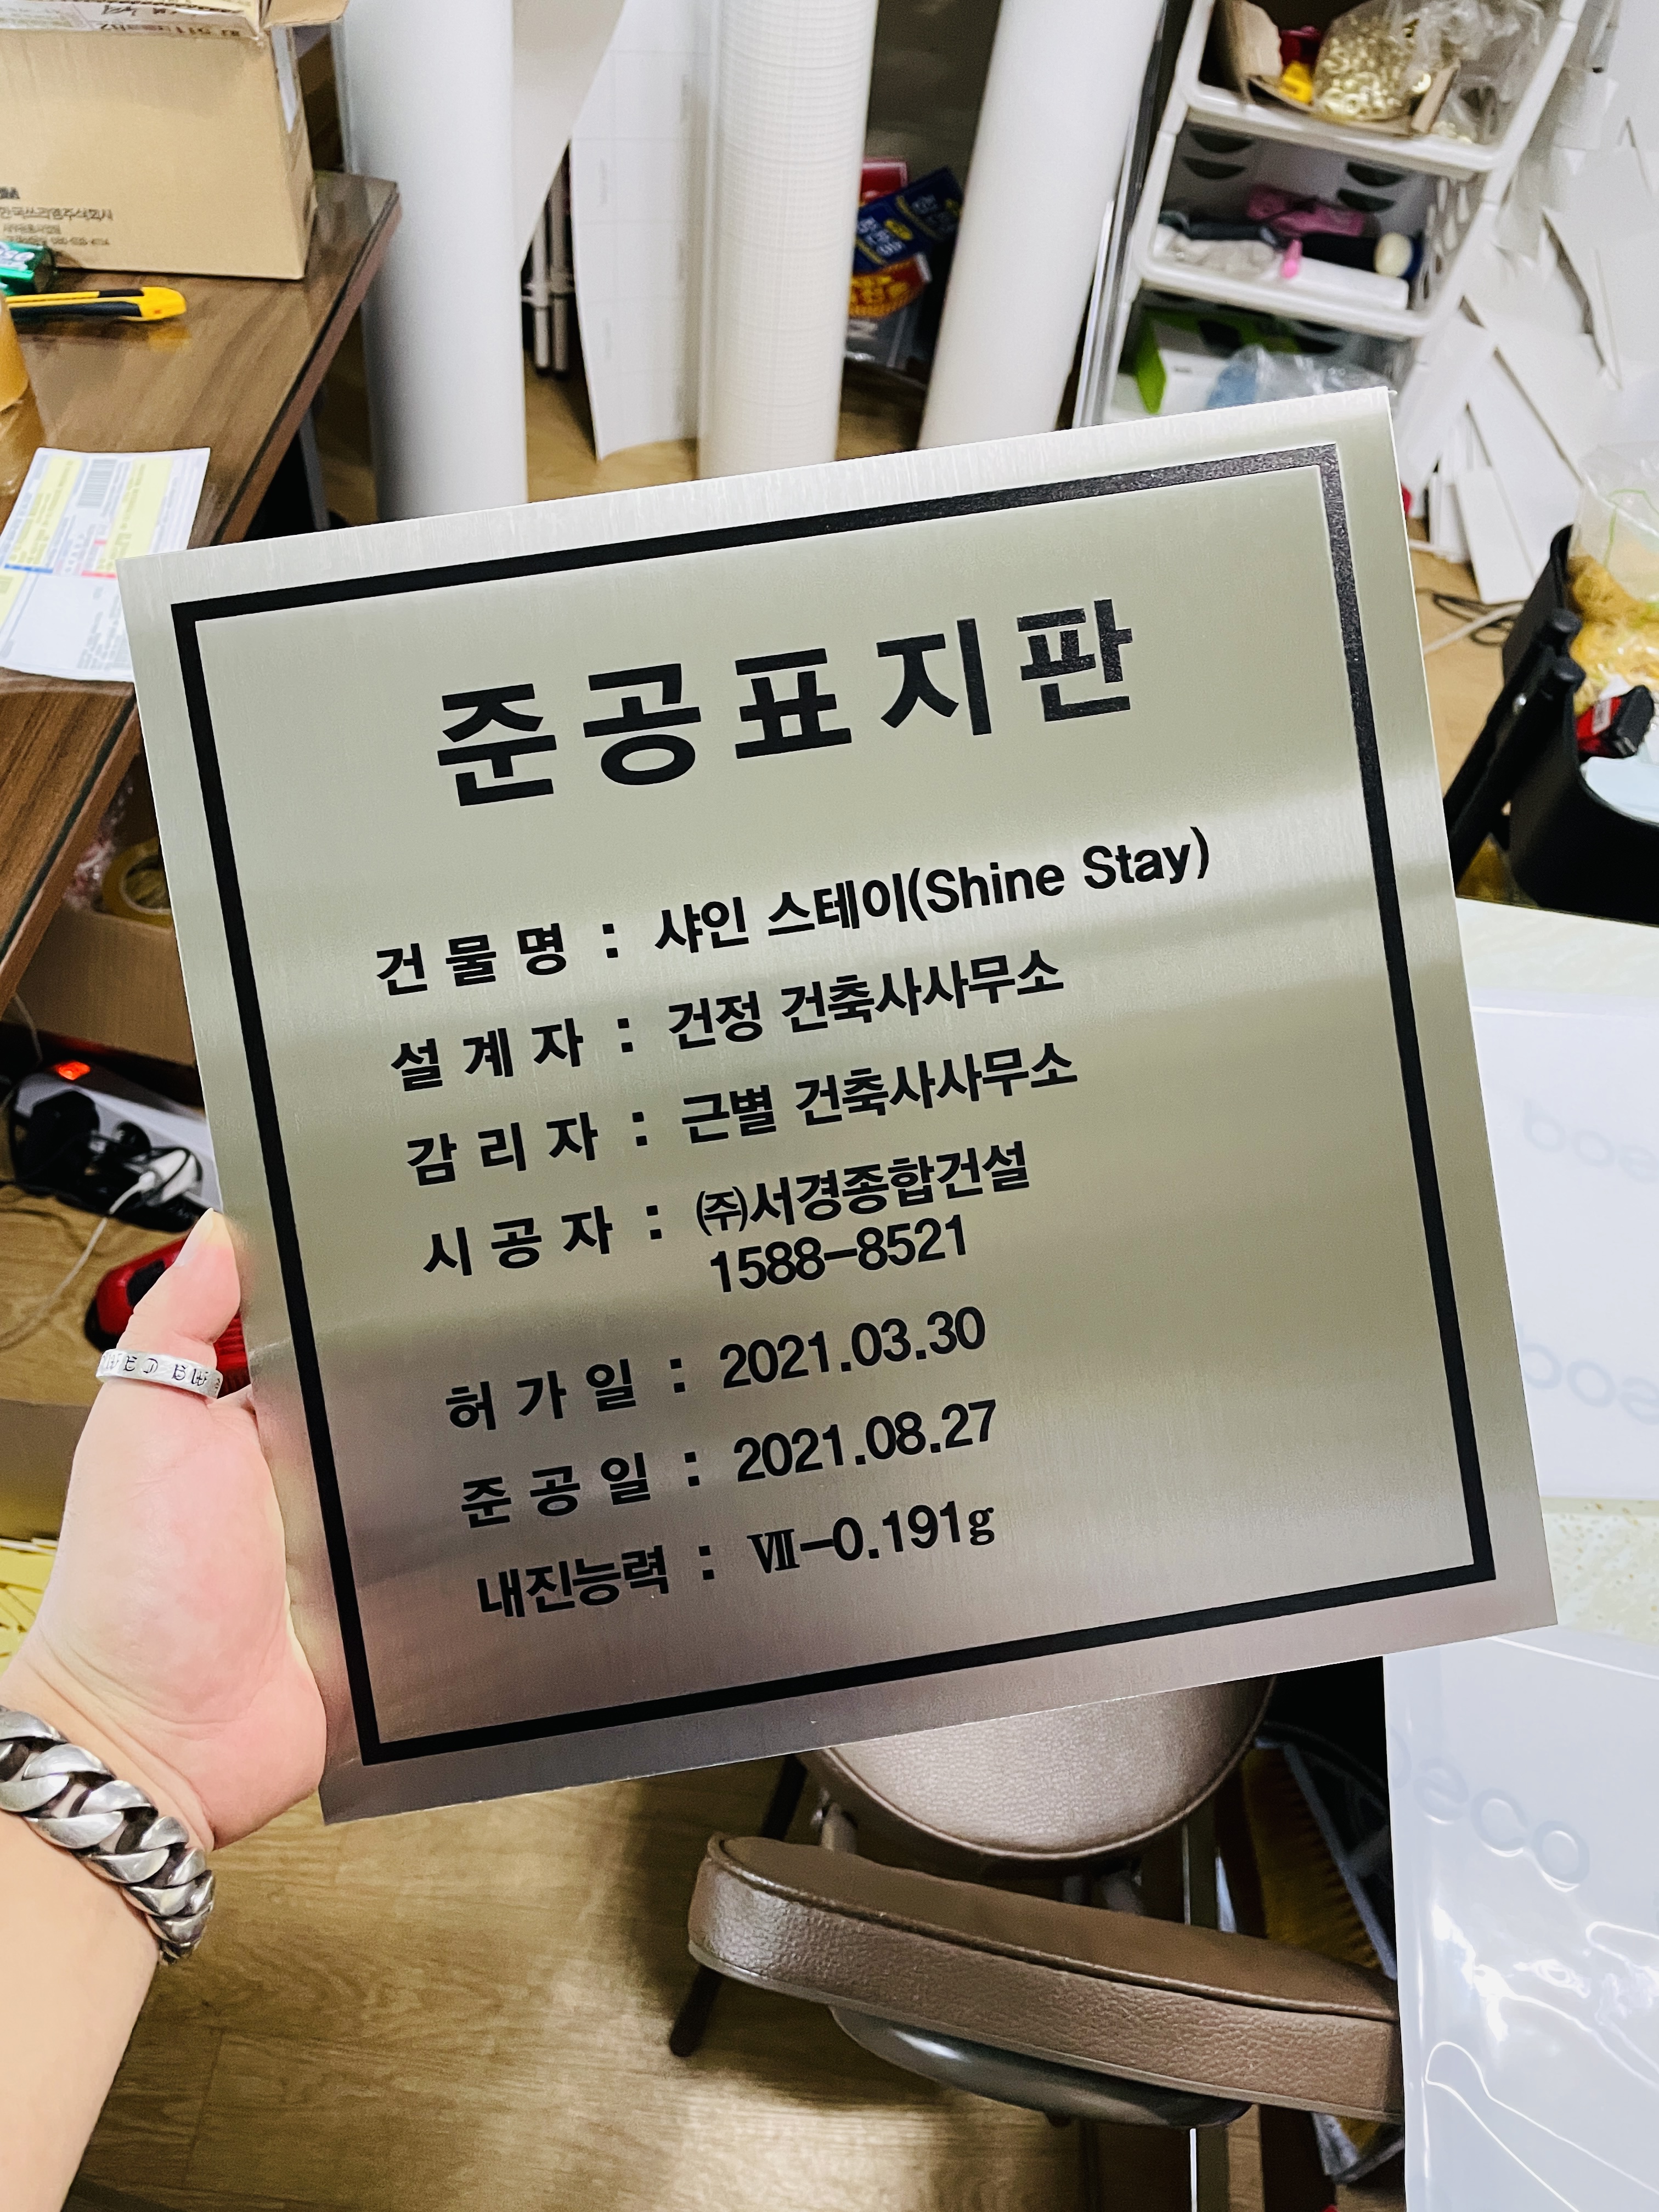 준공표지판
건물명 : 샤인 스테이(Shine Stay)
설계자 : 건정 건축사사무소
감리자 : 근별 건축사사무소
시공자 : ㈜서경종합건설
1588-8521
허가일 : 2021.03.30
준공일 : 2021.08.27
내진능력 : Ⅶ-0.191g